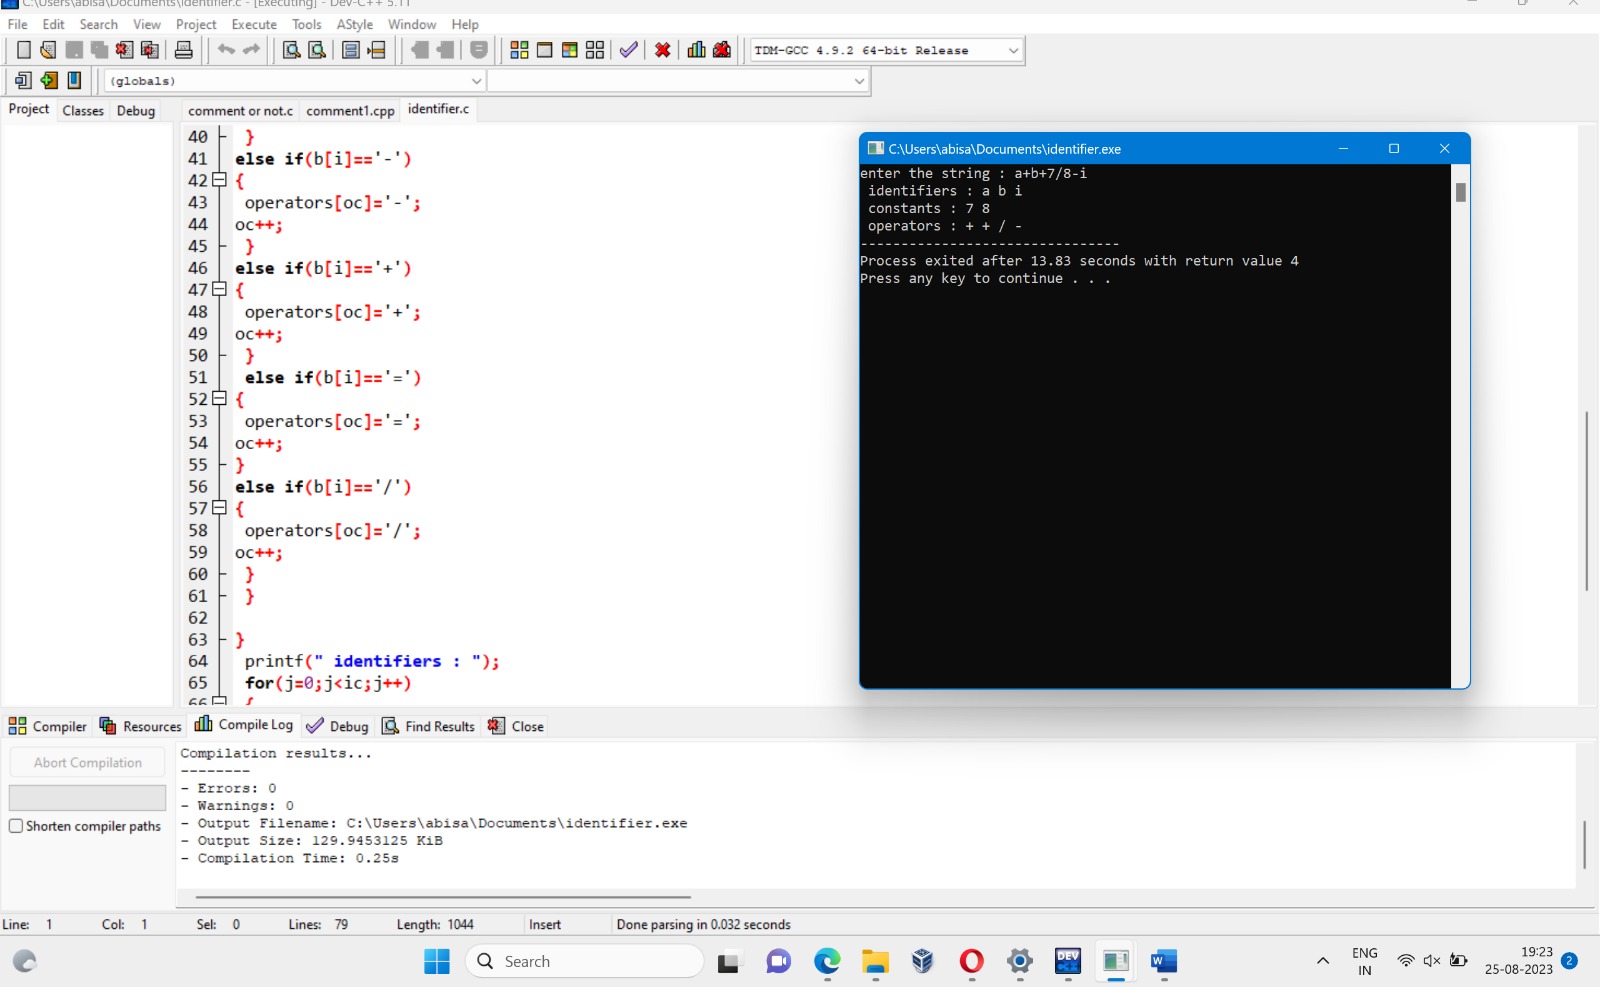 C:\Users\abisa\Documents\identifier.c - [Executing] - Dev-C++ 5.11
File Edit Search View Project Execute Tools AStyle Window Help
TDM-GCC 4.9.2 64-bit Release
(globals)
Project Classes Debug comment or not.c comment1.cpp identifier.c
40 }
41 else if(b[i]=='-')
42 {
43 operators[oc]='-';
44 oc++;
45 }
46 else if(b[i]=='+')
47 {
48 operators[oc]='+';
49 oc++;
50 }
51 else if(b[i]=='=')
52 {
53 operators[oc]='=';
54 oc++;
55 }
56 else if(b[i]=='/')
57 {
58 operators[oc]='/';
59 oc++;
60 }
61 }
62
63 }
64 printf(" identifiers : ");
65 for(j=0;j<ic;j++)
66 {
C:\Users\abisa\Documents\identifier.exe
enter the string : a+b+7/8-i
identifiers : a b i
constants : 7 8
operators : + + / -
--------------------------------
Process exited after 13.83 seconds with return value 4
Press any key to continue . . .
Compiler Resources Compile Log Debug Find Results Close
Abort Compilation
Shorten compiler paths
Compilation results...
--------
- Errors: 0
- Warnings: 0
- Output Filename: C:\Users\abisa\Documents\identifier.exe
- Output Size: 129.9453125 KiB
- Compilation Time: 0.25s
Line: 1 Col: 1 Sel: 0 Lines: 79 Length: 1044 Insert Done parsing in 0.032 seconds
Search
DEV
ENG
IN
19:23
25-08-2023
2